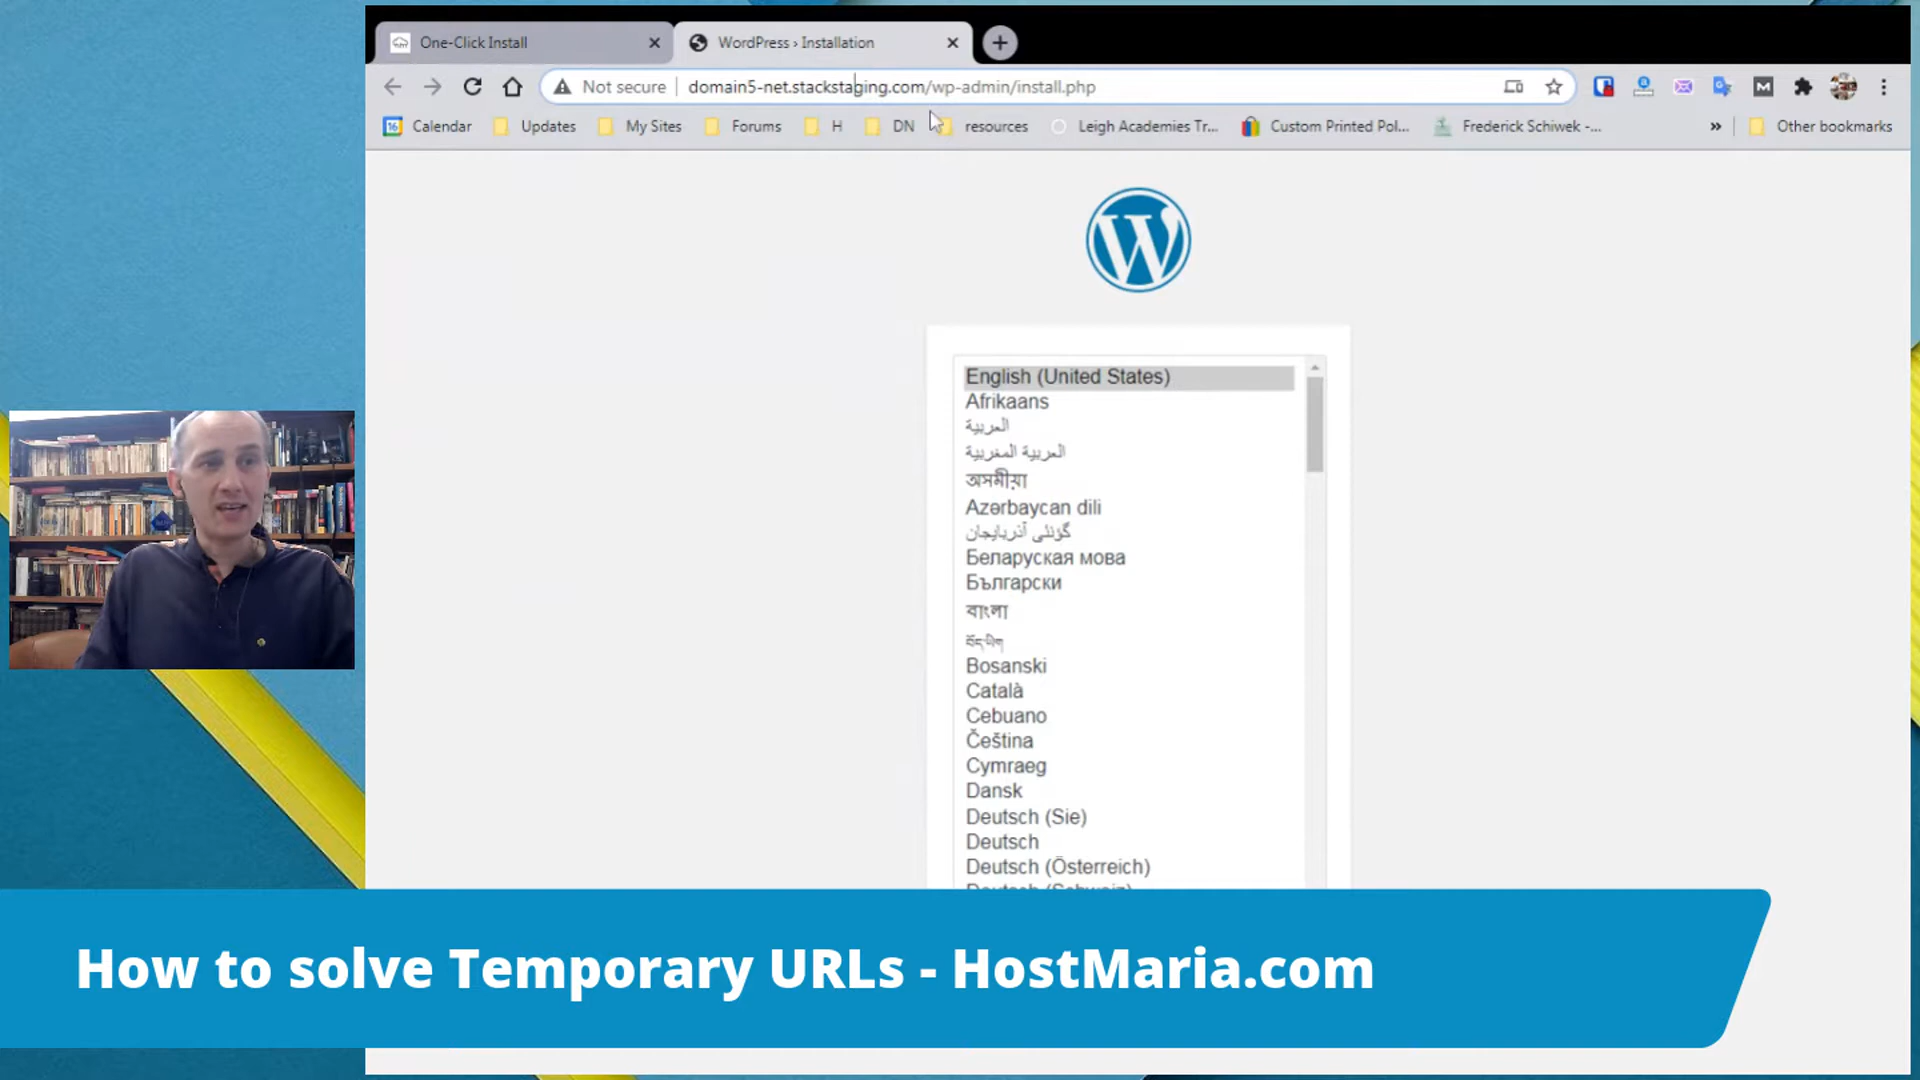 One-Click Install
WordPress › Installation
Not secure
domain5-net.stackstaging.com/wp-admin/install.php
Calendar
Updates
My Sites
Forums
H
DN
resources
Leigh Academies Tr...
Custom Printed Pol...
Frederick Schiwek -...
»
Other bookmarks
English (United States)
Afrikaans
العربية
العربية المغربية
অসমীয়া
Azərbaycan dili
گؤنئی آذربایجان
Беларуская мова
Български
বাংলা
བོད་ཡིག
Bosanski
Català
Cebuano
Čeština
Cymraeg
Dansk
Deutsch (Sie)
Deutsch
Deutsch (Österreich)
Deutsch (Schweiz)
How to solve Temporary URLs - HostMaria.com